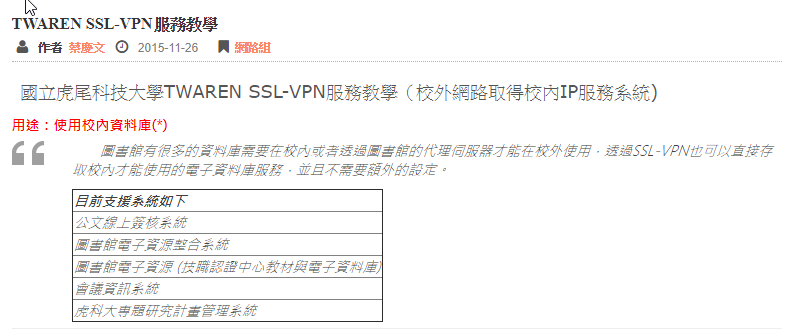 TWAREN SSL-VPN 服務教學
作者 蔡慶文 2015-11-26 網路組
國立虎尾科技大學TWAREN SSL-VPN服務教學（校外網路取得校內IP服務系統)
用途：使用校內資料庫(*)
圖書館有很多的資料庫需要在校內或者透過圖書館的代理伺服器才能在校外使用，透過SSL-VPN也可以直接存
取校內才能使用的電子資料庫服務，並且不需要額外的設定。
目前支援系統如下
公文線上簽核系統
圖書館電子資源整合系統
圖書館電子資源 (技職認證中心教材與電子資料庫)
會議資訊系統
虎科大專題研究計畫管理系統